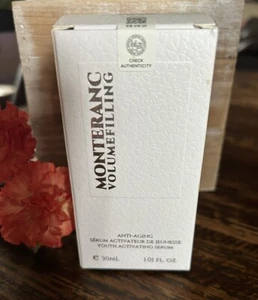 CHECK
AUTHENTICITY
MONTERANC
VOLUMEFILLING
ANTI-AGING
SÉRUM ACTIVATEUR DE JEUNESSE
YOUTH ACTIVATING SERUM
e 30mL 1.01 FL. OZ.